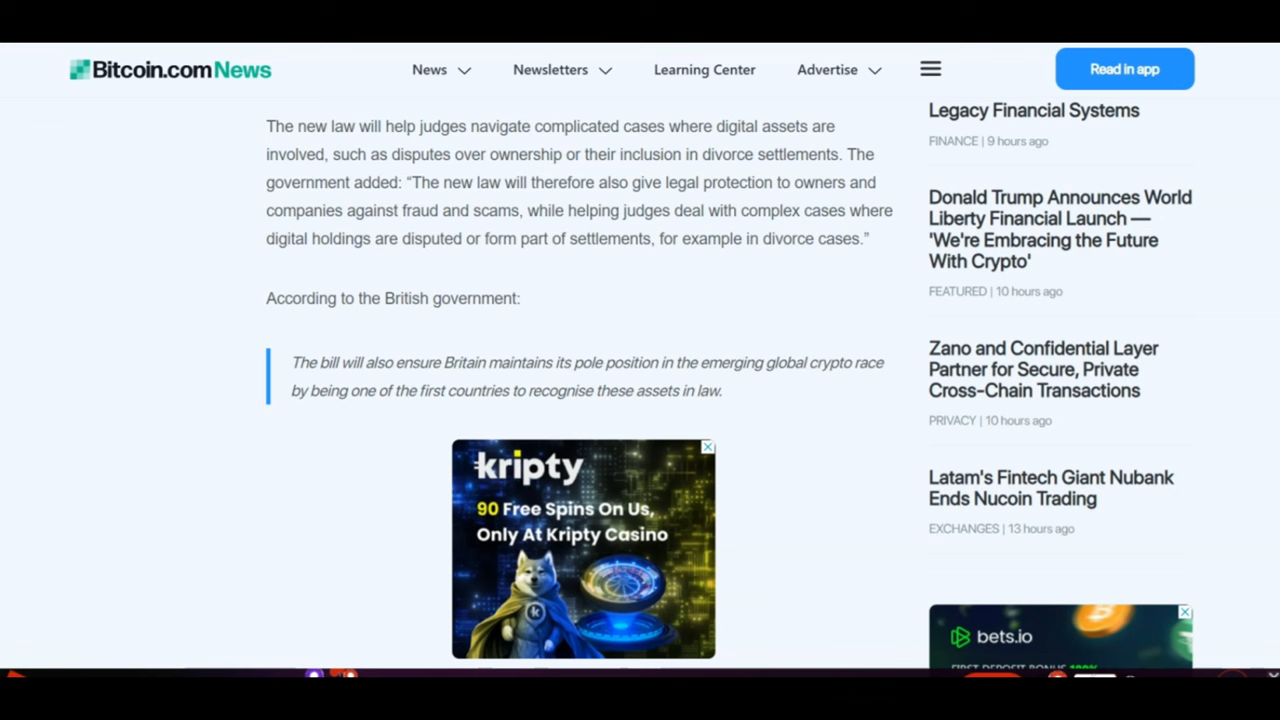 Bitcoin.com News
News
Newsletters
Learning Center
Advertise
Read in app
The new law will help judges navigate complicated cases where digital assets are
involved, such as disputes over ownership or their inclusion in divorce settlements. The
government added: “The new law will therefore also give legal protection to owners and
companies against fraud and scams, while helping judges deal with complex cases where
digital holdings are disputed or form part of settlements, for example in divorce cases.”
According to the British government:
The bill will also ensure Britain maintains its pole position in the emerging global crypto race
by being one of the first countries to recognise these assets in law.
kripty
90 Free Spins On Us,
Only At Kripty Casino
Legacy Financial Systems
FINANCE | 9 hours ago
Donald Trump Announces World
Liberty Financial Launch —
'We're Embracing the Future
With Crypto'
FEATURED | 10 hours ago
Zano and Confidential Layer
Partner for Secure, Private
Cross-Chain Transactions
PRIVACY | 10 hours ago
Latam's Fintech Giant Nubank
Ends Nucoin Trading
EXCHANGES | 13 hours ago
bets.io
FIRST DEPOSIT BONUS 100%